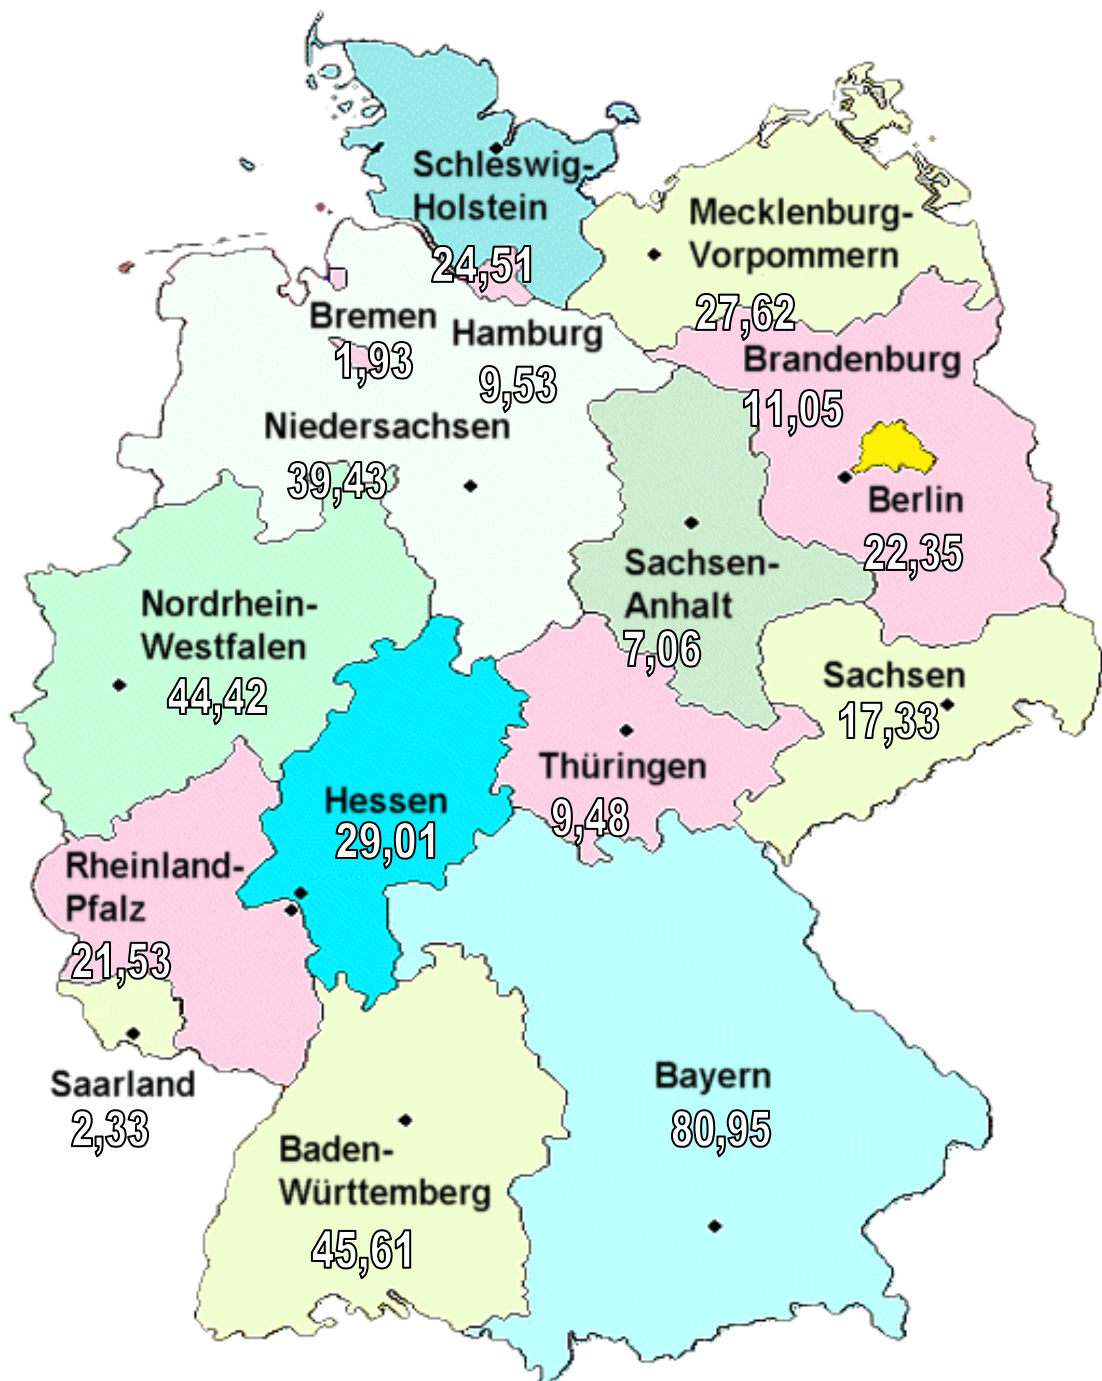 Schleswig-
Holstein
24,51
Mecklenburg-
Vorpommern
27,62
Bremen
1,93
Hamburg
9,53
Brandenburg
11,05
Niedersachsen
39,43
Berlin
22,35
Sachsen-
Anhalt
7,06
Nordrhein-
Westfalen
44,42
Sachsen
17,33
Thüringen
9,48
Hessen
29,01
Rheinland-
Pfalz
21,53
Saarland
2,33
Bayern
80,95
Baden-
Württemberg
45,61